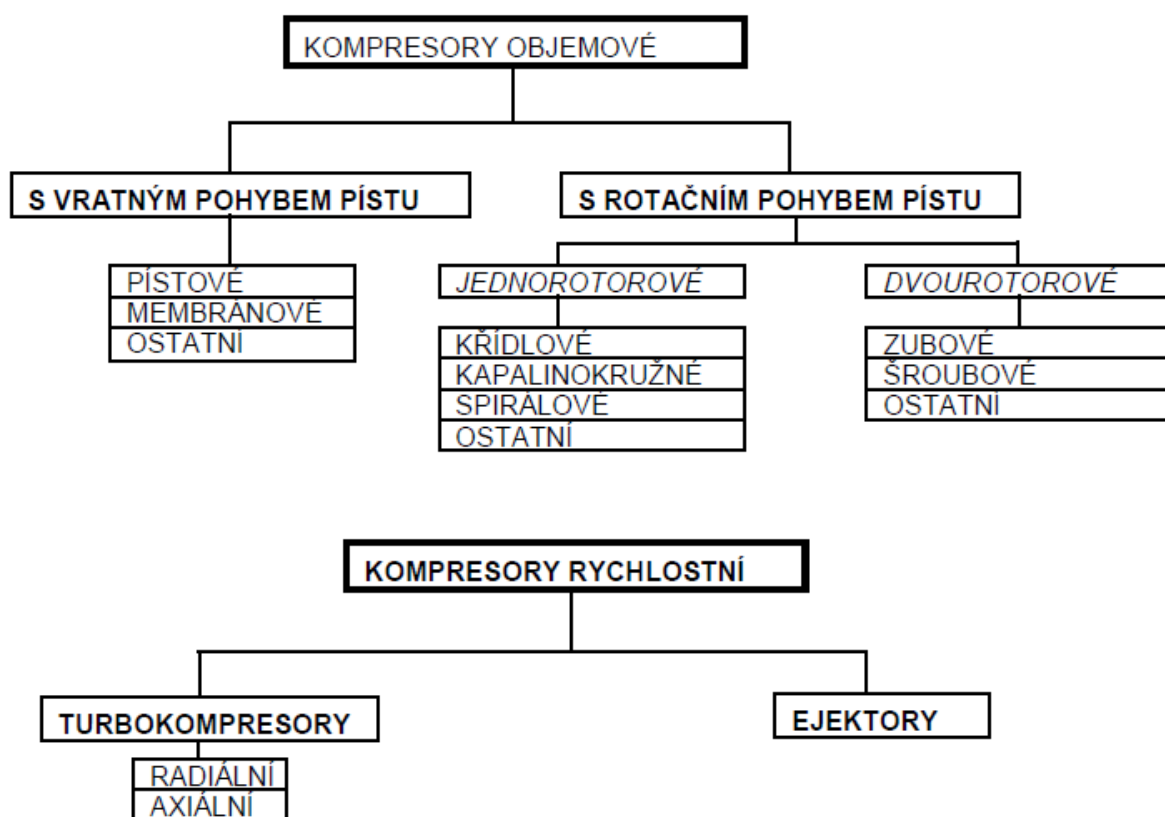 KOMPRESORY OBJEMOVÉ
S VRATNÝM POHYBEM PÍSTU
S ROTAČNÍM POHYBEM PÍSTU
PÍSTOVÉ
MEMBRÁNOVÉ
OSTATNÍ
JEDNOROTOROVÉ
KŘÍDLOVÉ
KAPALINOKRUŽNÉ
SPIRÁLOVÉ
OSTATNÍ
DVOUROTOROVÉ
ZUBOVÉ
ŠROUBOVÉ
OSTATNÍ
KOMPRESORY RYCHLOSTNÍ
TURBOKOMPRESORY
RADIÁLNÍ
AXIÁLNÍ
EJEKTORY